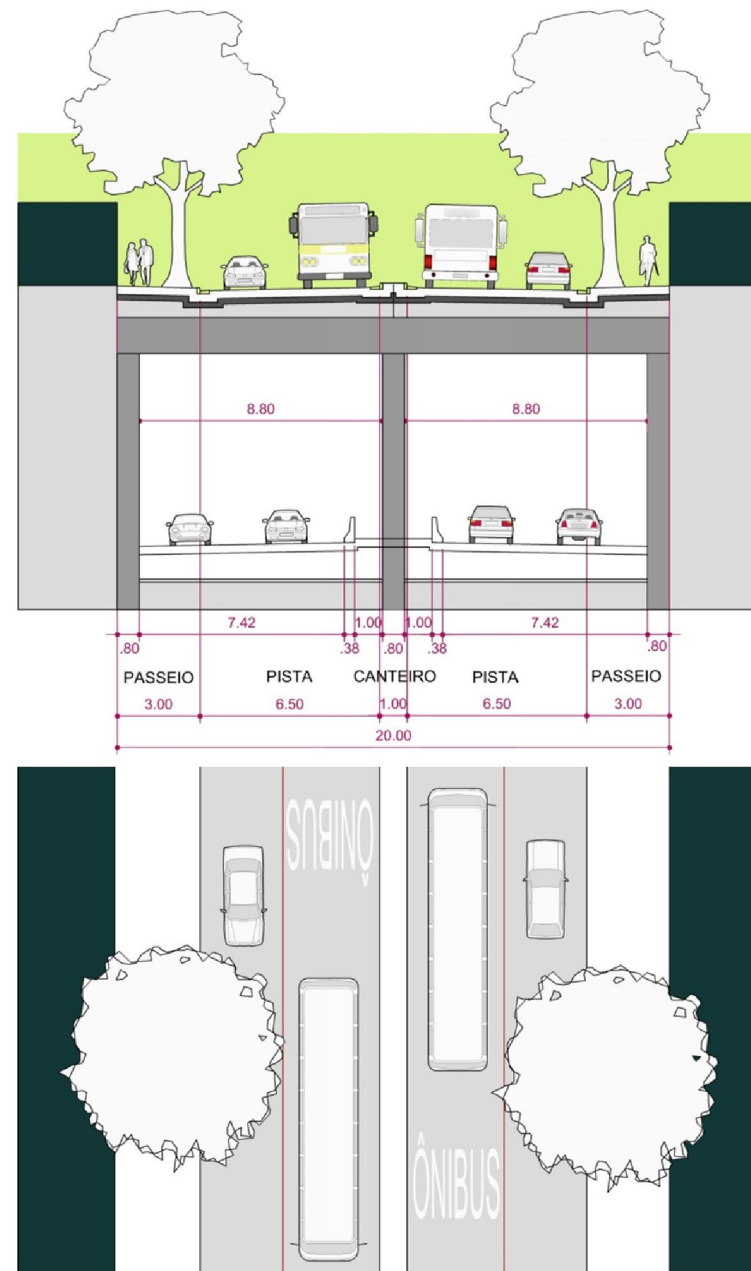 8.80 8.80
7.42 1.00 1.00 7.42
.80 .38 .80 .38 .80
PASSEIO PISTA CANTEIRO PISTA PASSEIO
3.00 6.50 1.00 6.50 3.00
20.00
ÔNIBUS
ÔNIBUS